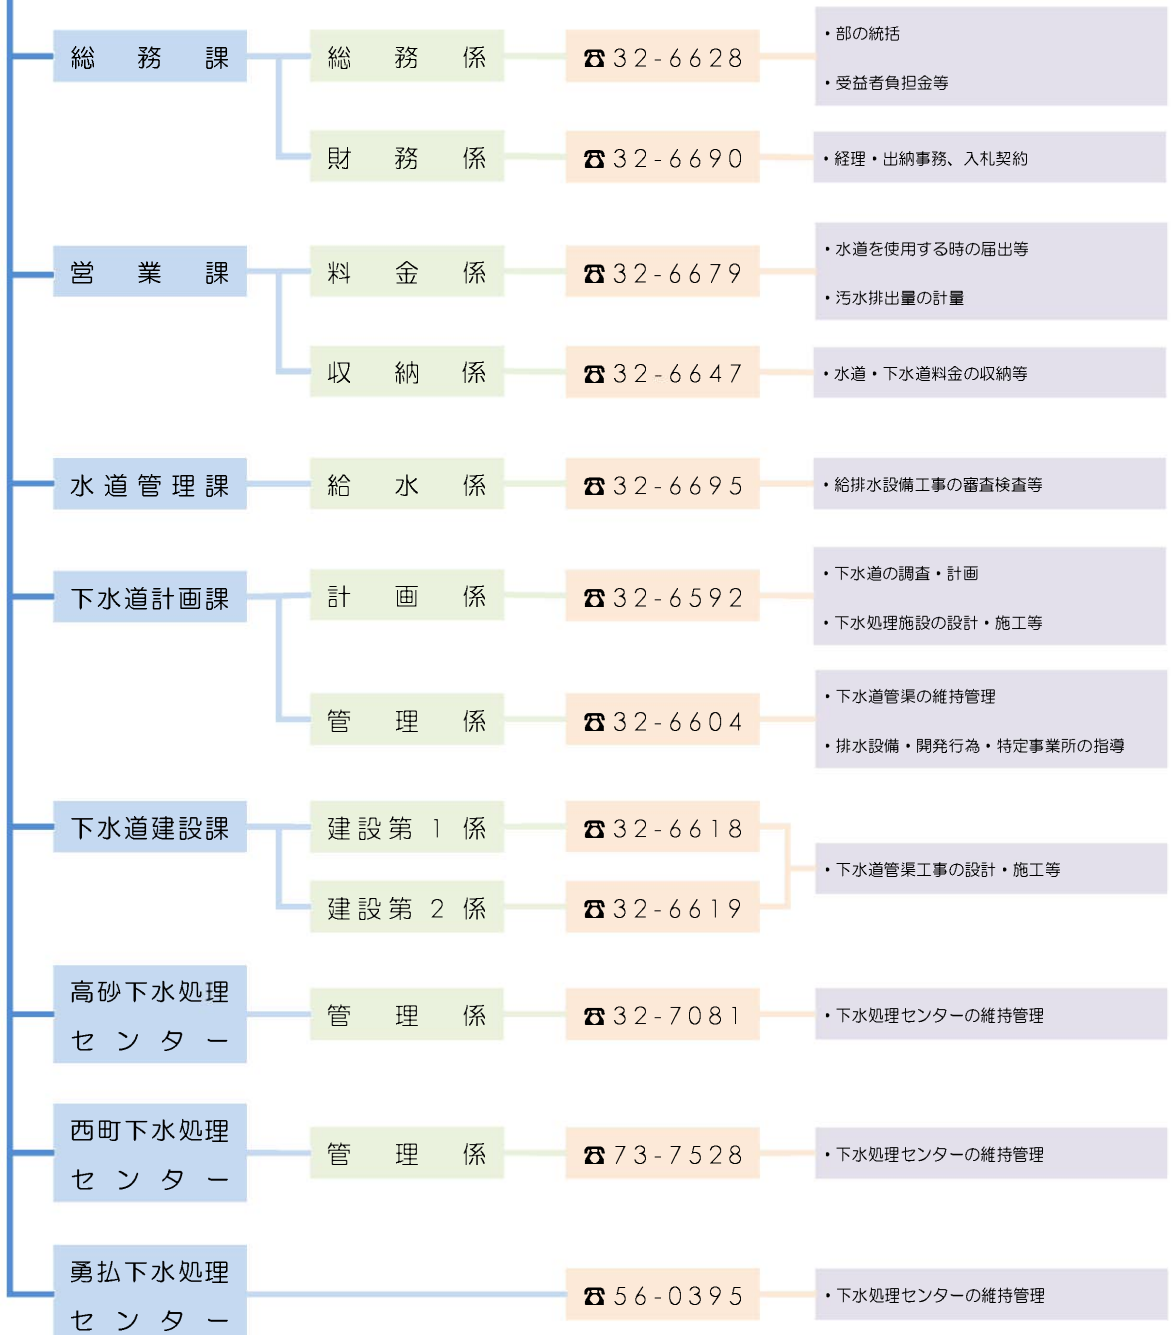 総務課
総務係
☎32-6628
・部の統括
・受益者負担金等
財務係
☎32-6690
・経理・出納事務、入札契約
営業課
料金係
☎32-6679
・水道を使用する時の届出等
・汚水排出量の計量
収納係
☎32-6647
・水道・下水道料金の収納等
水道管理課
給水係
☎32-6695
・給排水設備工事の審査検査等
下水道計画課
計画係
☎32-6592
・下水道の調査・計画
・下水処理施設の設計・施工等
管理係
☎32-6604
・下水道管渠の維持管理
・排水設備・開発行為・特定事業所の指導
下水道建設課
建設第1係
☎32-6618
建設第2係
☎32-6619
・下水道管渠工事の設計・施工等
高砂下水処理
センター
管理係
☎32-7081
・下水処理センターの維持管理
西町下水処理
センター
管理係
☎73-7528
・下水処理センターの維持管理
勇払下水処理
センター
☎56-0395
・下水処理センターの維持管理